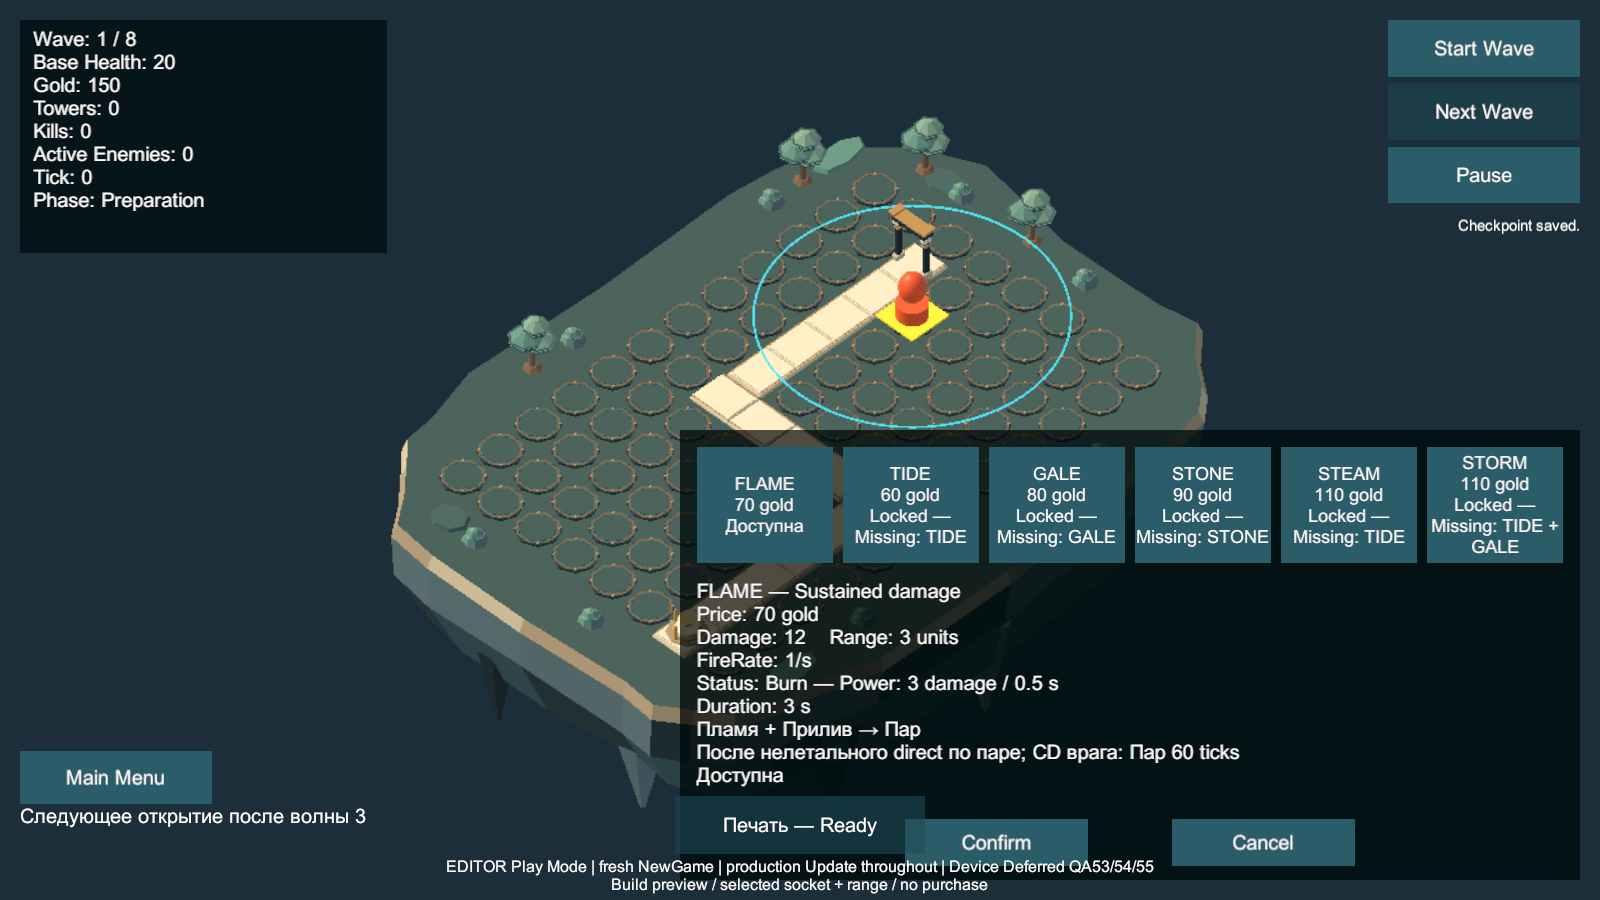 Wave: 1 / 8
Base Health: 20
Gold: 150
Towers: 0
Kills: 0
Active Enemies: 0
Tick: 0
Phase: Preparation
Start Wave
Next Wave
Pause
Checkpoint saved.
FLAME
70 gold
Доступна
TIDE
60 gold
Locked —
Missing: TIDE
GALE
80 gold
Locked —
Missing: GALE
STONE
90 gold
Locked —
Missing: STONE
STEAM
110 gold
Locked —
Missing: TIDE
STORM
110 gold
Locked —
Missing: TIDE +
GALE
FLAME — Sustained damage
Price: 70 gold
Damage: 12 Range: 3 units
FireRate: 1/s
Status: Burn — Power: 3 damage / 0.5 s
Duration: 3 s
Пламя + Прилив → Пар
После нелетального direct по паре; CD врага: Пар 60 ticks
Доступна
Main Menu
Следующее открытие после волны 3
Печать — Ready
Confirm
Cancel
EDITOR Play Mode | fresh NewGame | production Update throughout | Device Deferred QA53/54/55
Build preview / selected socket + range / no purchase